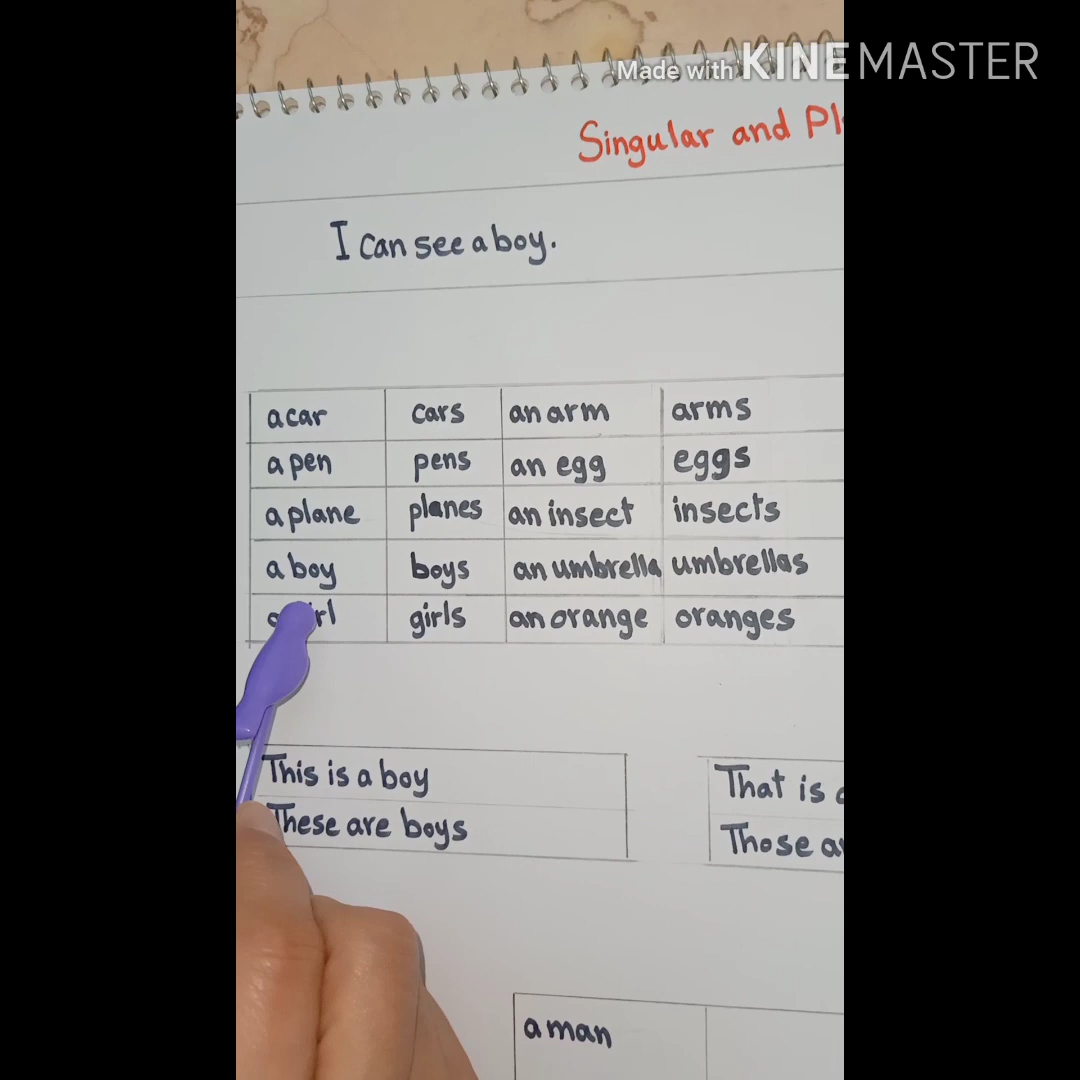 Made with KINEMASTER
Singular and
I can see a boy.
a car cars an arm arms
a pen pens an egg eggs
a plane planes an insect insects
a boy boys an umbrella umbrellas
girls an orange oranges
This is a boy
These are boys
That is
Those
a man